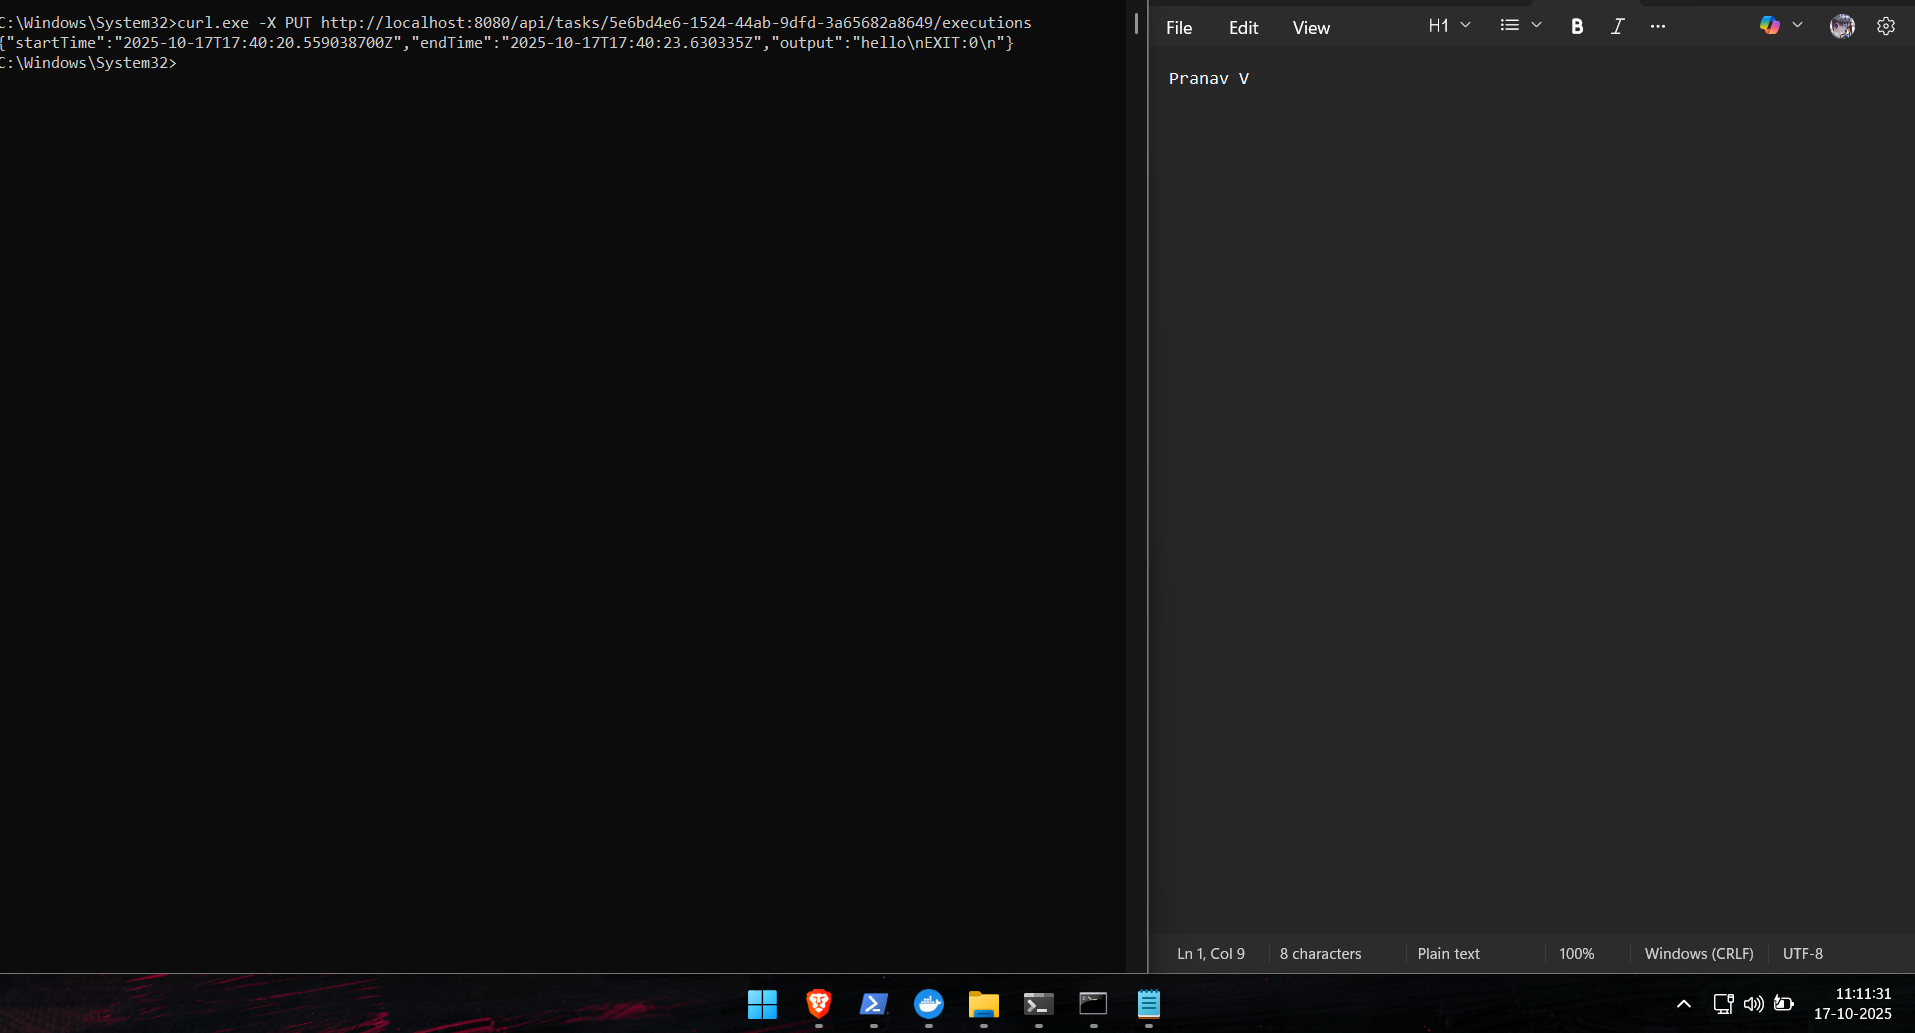 C:\Windows\System32>curl.exe -X PUT http://localhost:8080/api/tasks/5e6bd4e6-1524-44ab-9dfd-3a65682a8649/executions
{"startTime":"2025-10-17T17:40:20.559038700Z","endTime":"2025-10-17T17:40:23.630335Z","output":"hello\nEXIT:0\n"}
C:\Windows\System32>
File Edit View H1 B I ...
Pranav V
Ln 1, Col 9 8 characters Plain text 100% Windows (CRLF) UTF-8
11:11:31
17-10-2025